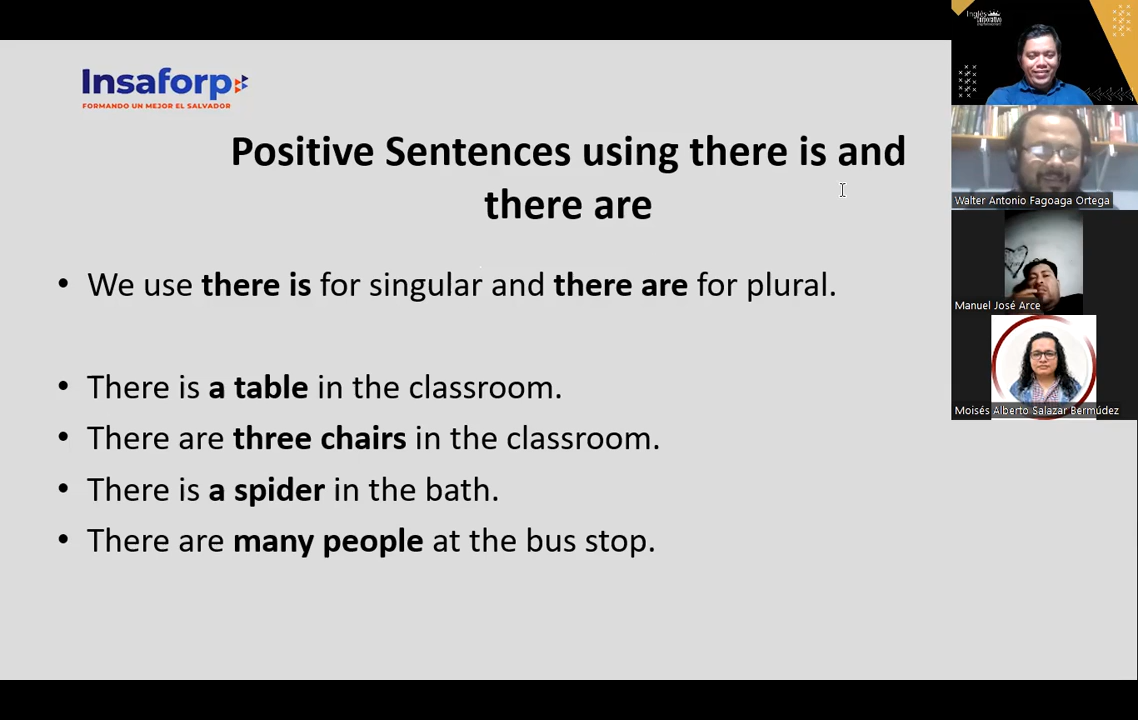 Insaforp
FORMANDO UN MEJOR EL SALVADOR
Positive Sentences using there is and
there are
• We use there is for singular and there are for plural.
• There is a table in the classroom.
• There are three chairs in the classroom.
• There is a spider in the bath.
• There are many people at the bus stop.
Inglés
Walter Antonio Fagoaga Ortega
Manuel José Arce
Moisés Alberto Salazar Bermúdez